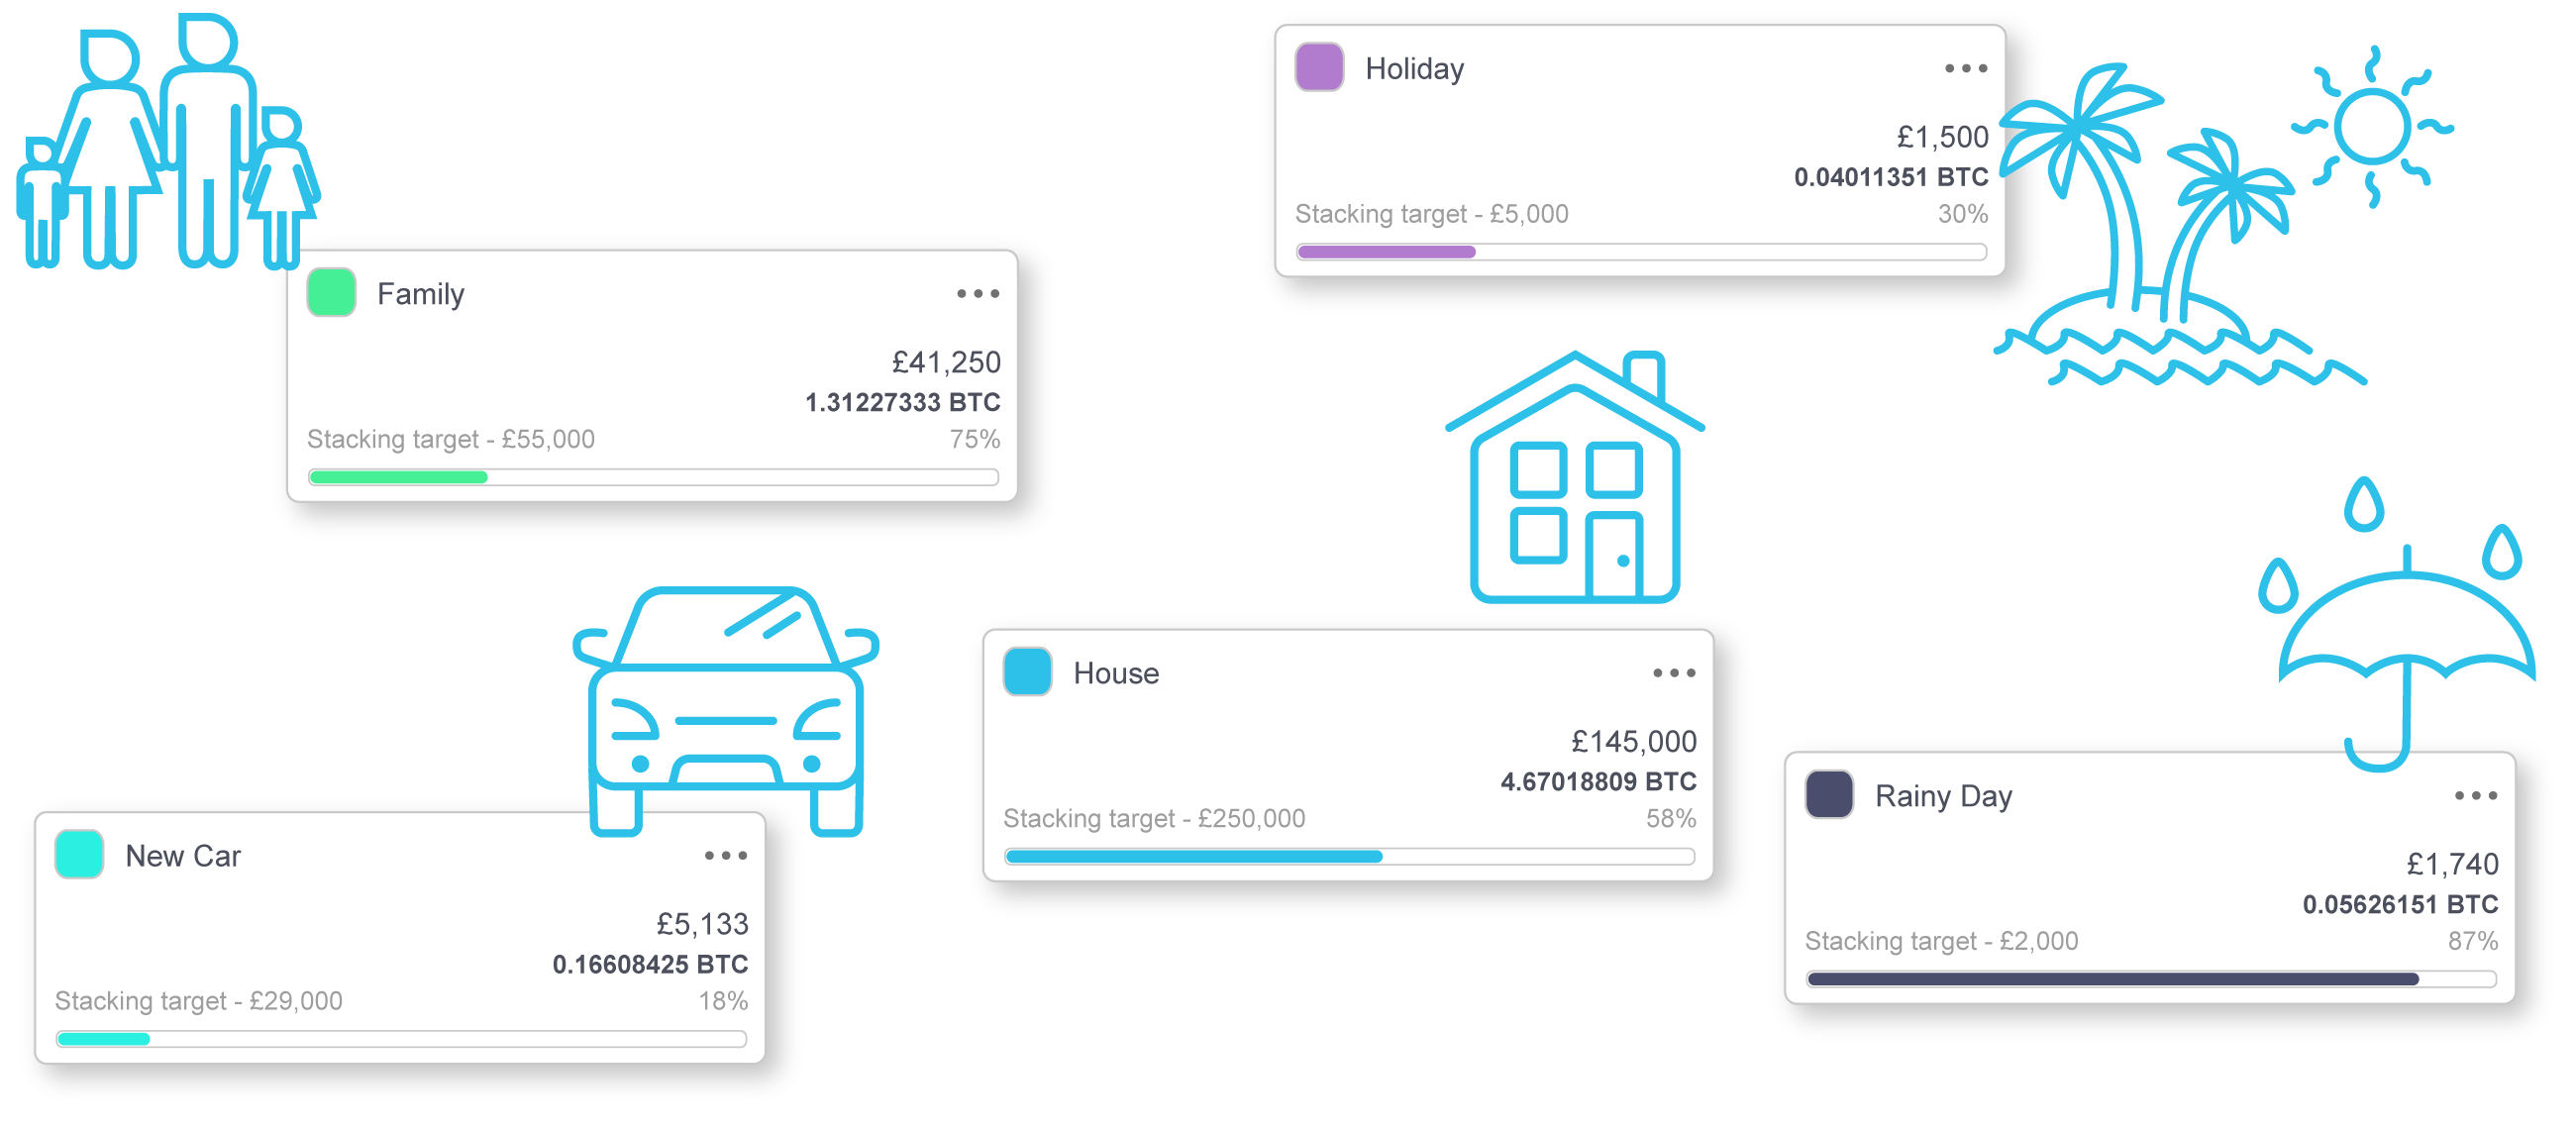 Family
£41,250
1.31227333 BTC
Stacking target - £55,000 75%
Holiday
£1,500
0.04011351 BTC
Stacking target - £5,000 30%
New Car
£5,133
0.16608425 BTC
Stacking target - £29,000 18%
House
£145,000
4.67018809 BTC
Stacking target - £250,000 58%
Rainy Day
£1,740
0.05626151 BTC
Stacking target - £2,000 87%